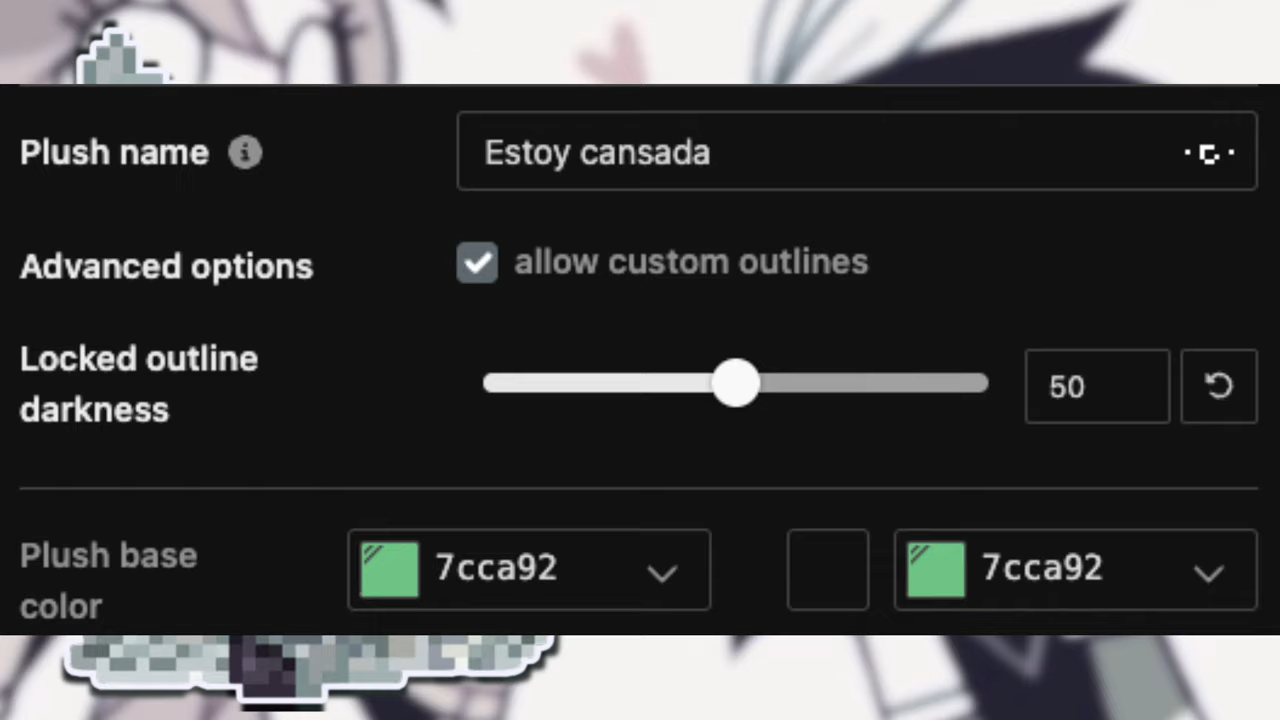 Plush name
Estoy cansada
Advanced options
allow custom outlines
Locked outline
darkness
50
Plush base
color
7cca92
7cca92